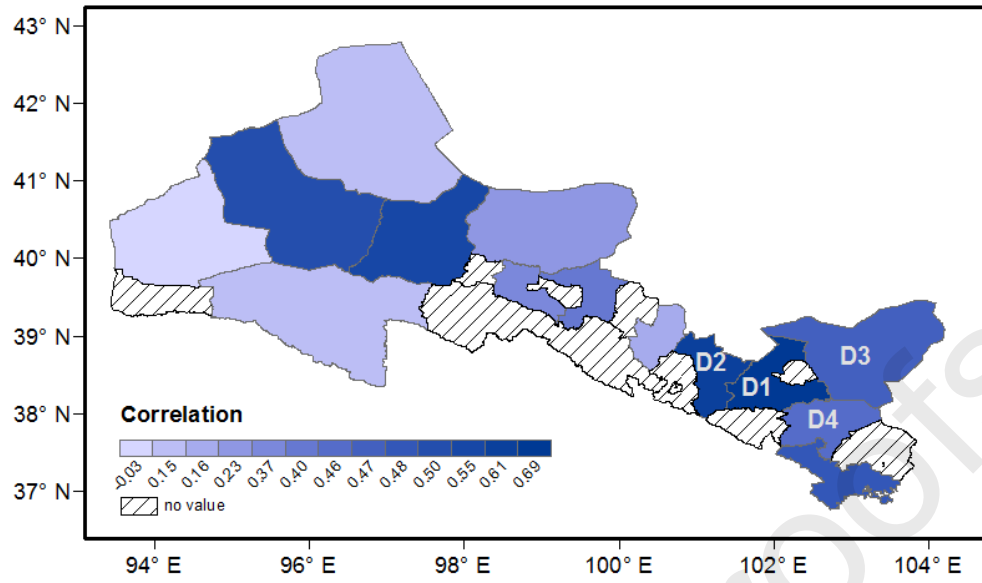 43° N
42° N
41° N
40° N
39° N
38° N
37° N
D2
D1
D3
D4
Correlation
-0.03 0.15 0.16 0.23 0.37 0.40 0.46 0.47 0.48 0.50 0.55 0.61 0.69
no value
94° E 96° E 98° E 100° E 102° E 104° E
ofs